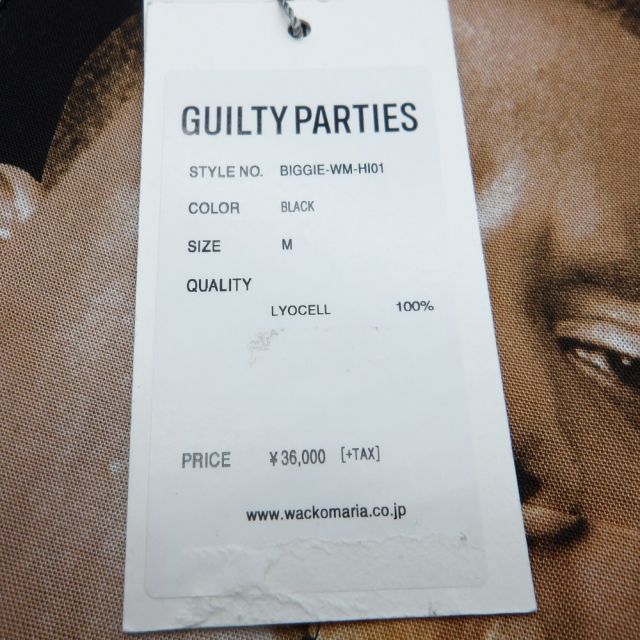 GUILTY PARTIES
STYLE NO. BIGGIE-WM-HI01
COLOR BLACK
SIZE M
QUALITY
LYOCELL 100%
PRICE ¥36,000 [+TAX]
www.wackomaria.co.jp